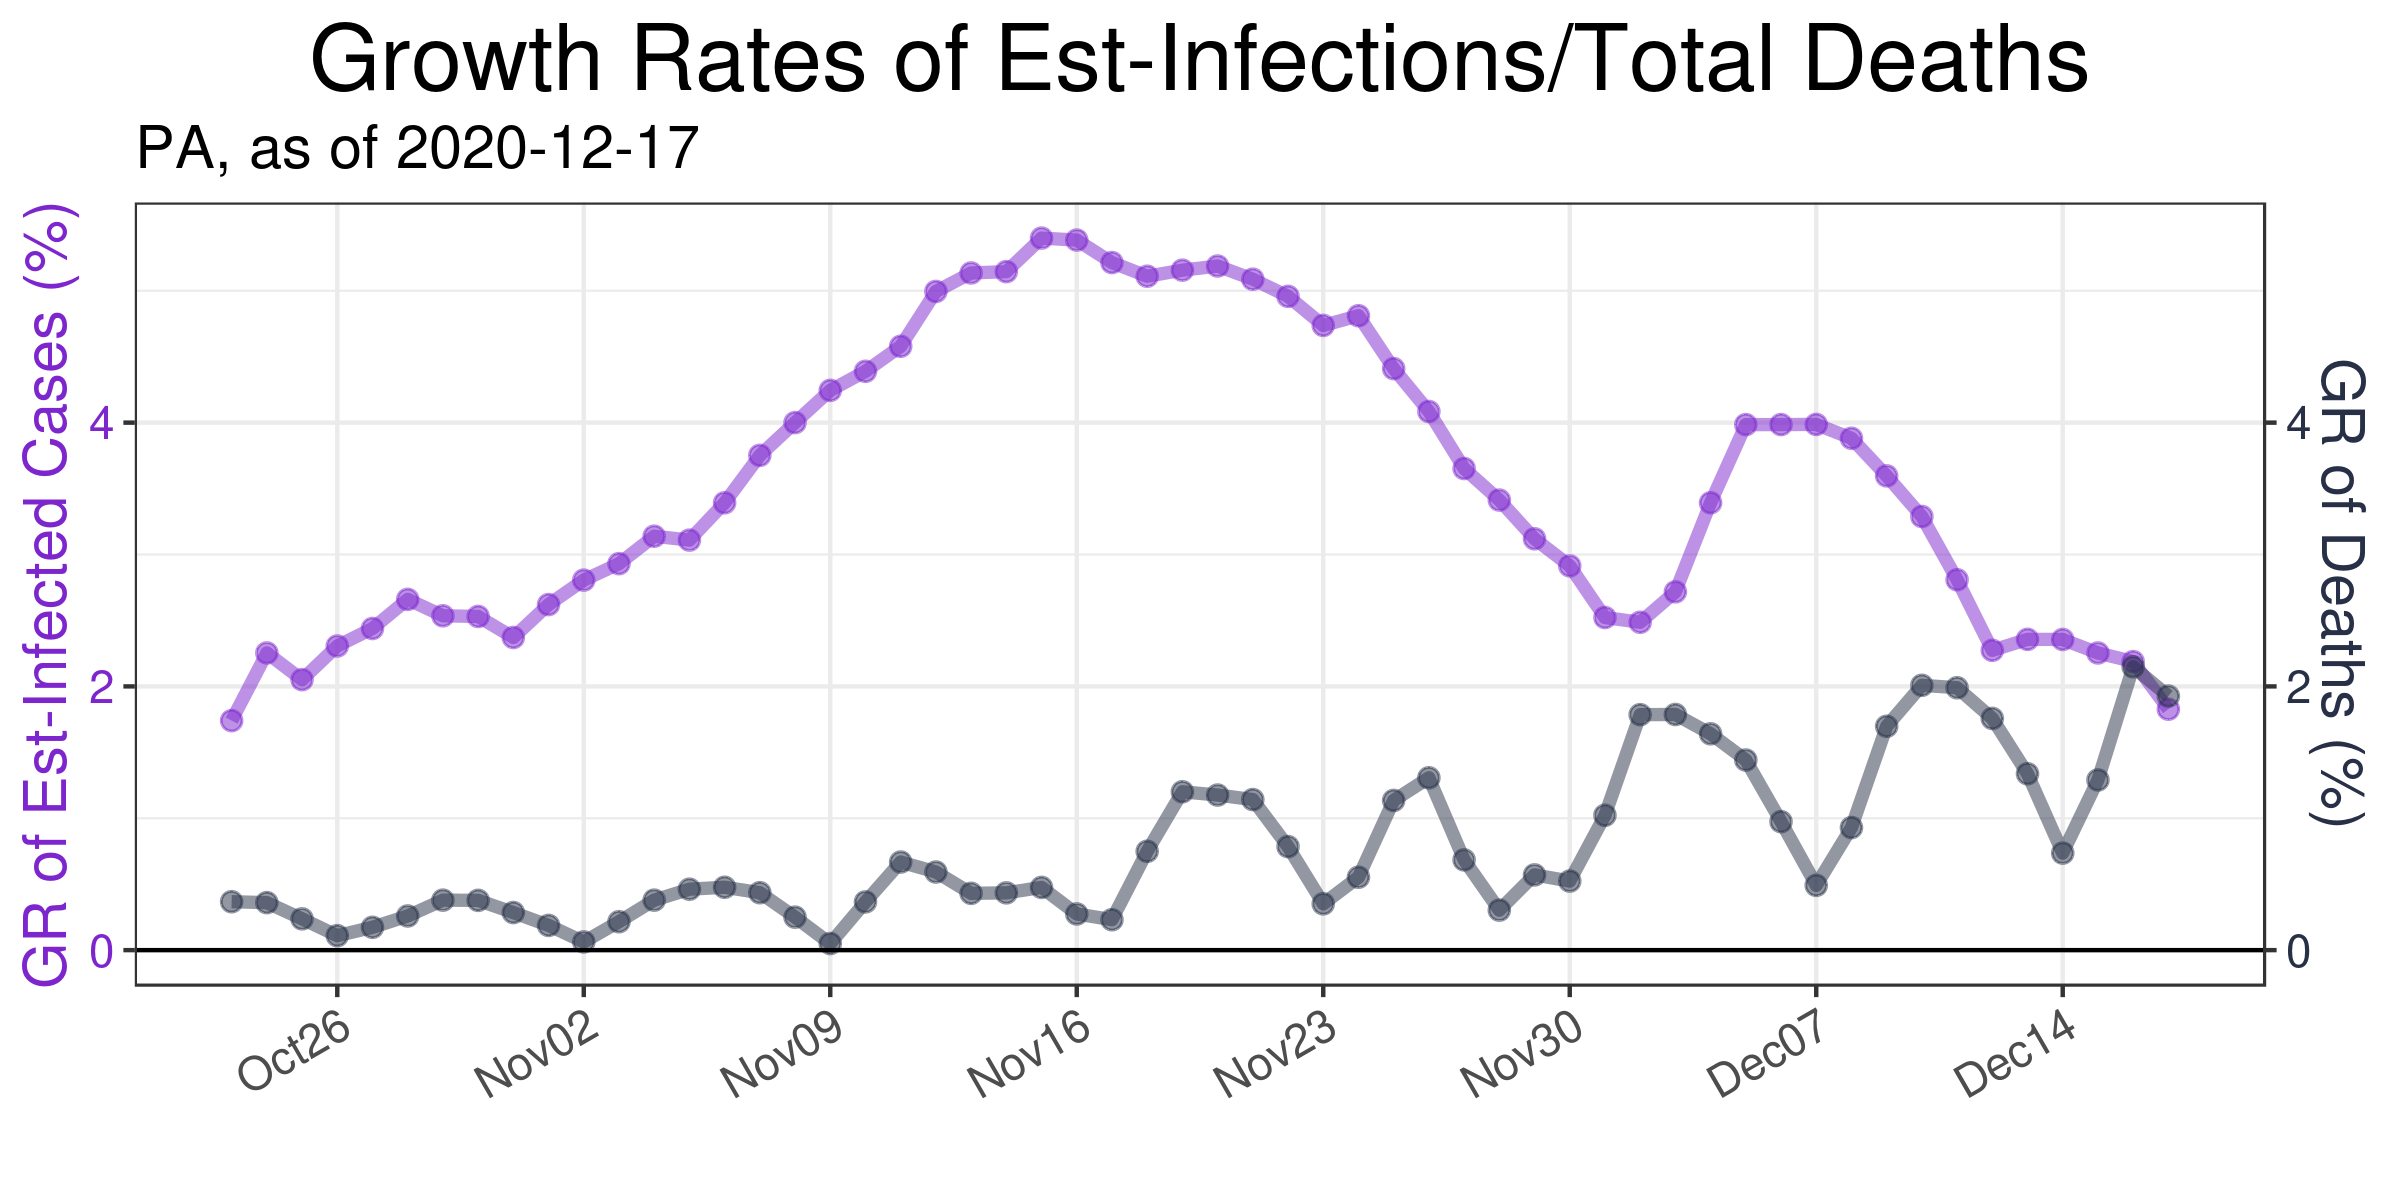 Growth Rates of Est-Infections/Total Deaths
PA, as of 2020-12-17
GR of Est-Infected Cases (%)
4
2
0
4
2
0
GR of Deaths (%)
Oct26
Nov02
Nov09
Nov16
Nov23
Nov30
Dec07
Dec14